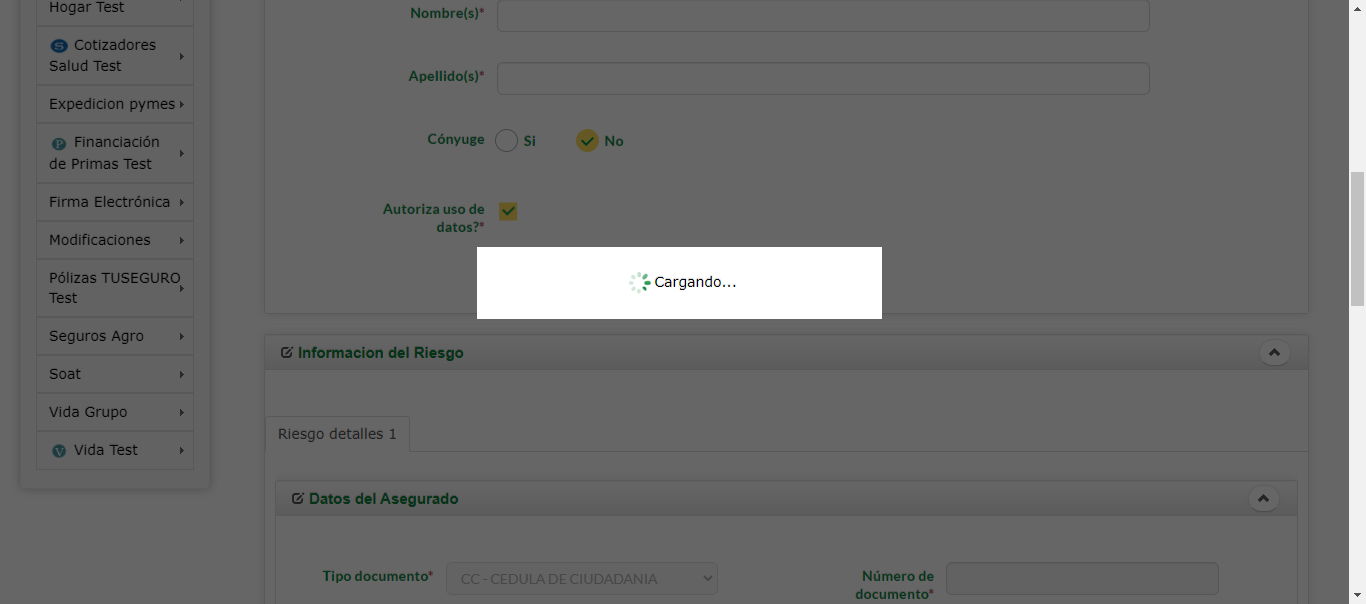 Hogar Test
Cotizadores
Salud Test
Expedicion pymes
Financiación
de Primas Test
Firma Electrónica
Modificaciones
Pólizas TUSEGURO
Test
Seguros Agro
Soat
Vida Grupo
Vida Test
Nombre(s)*
Apellido(s)*
Cónyuge Si No
Autoriza uso de
datos?*
Cargando...
Informacion del Riesgo
Riesgo detalles 1
Datos del Asegurado
Tipo documento* CC - CEDULA DE CIUDADANIA
Número de
documento*